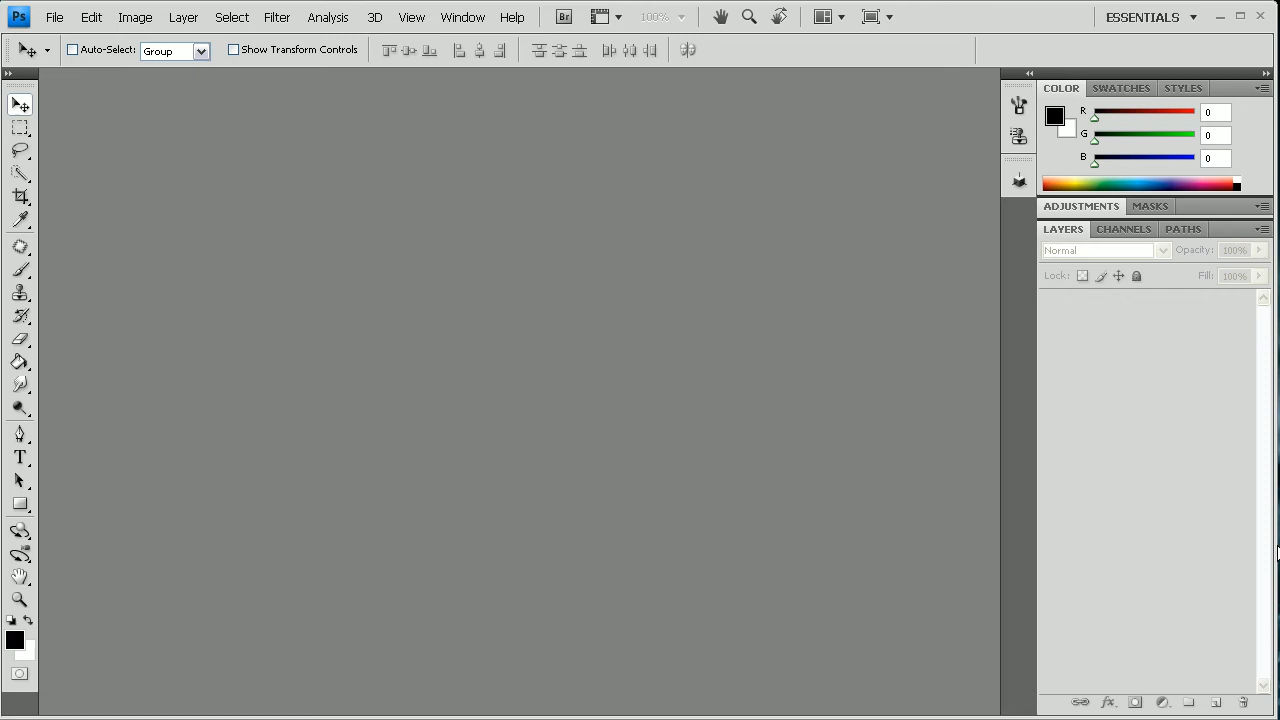 Ps File Edit Image Layer Select Filter Analysis 3D View Window Help Br 100% ESSENTIALS
Auto-Select: Group Show Transform Controls
COLOR SWATCHES STYLES
R 0
G 0
B 0
ADJUSTMENTS MASKS
LAYERS CHANNELS PATHS
Normal Opacity: 100%
Lock: Fill: 100%
T
fx